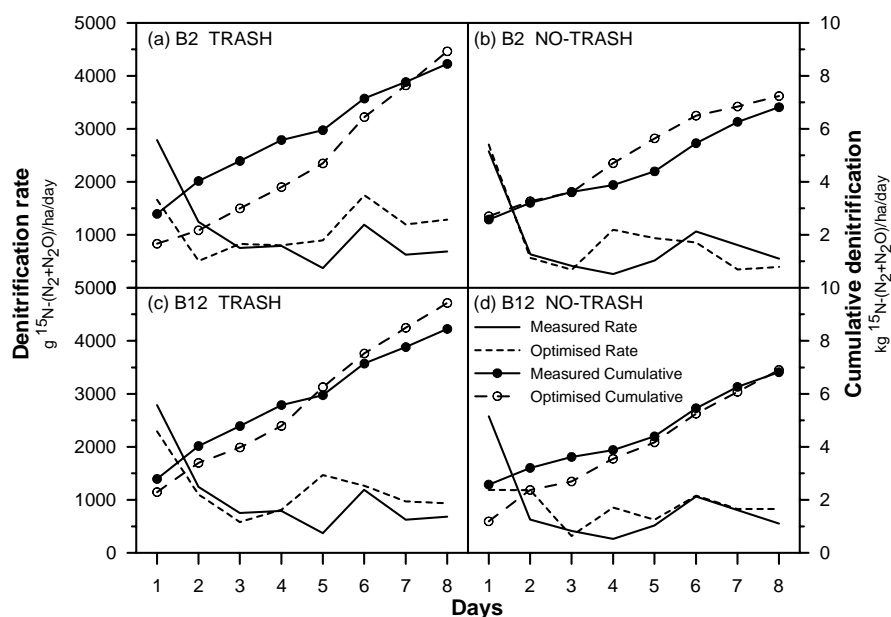 5000
4000
3000
2000
1000
5000
0
4000
3000
2000
1000
0
Denitrification rate
g ¹⁵N-(N₂+N₂O)/ha/day
(a) B2 TRASH
(b) B2 NO-TRASH
(c) B12 TRASH
(d) B12 NO-TRASH
Measured Rate
Optimised Rate
Measured Cumulative
Optimised Cumulative
10
8
6
4
2
10
8
6
4
2
0
Cumulative denitrification
kg ¹⁵N-(N₂+N₂O)/ha/day
1 2 3 4 5 6 7 8 1 2 3 4 5 6 7 8
Days